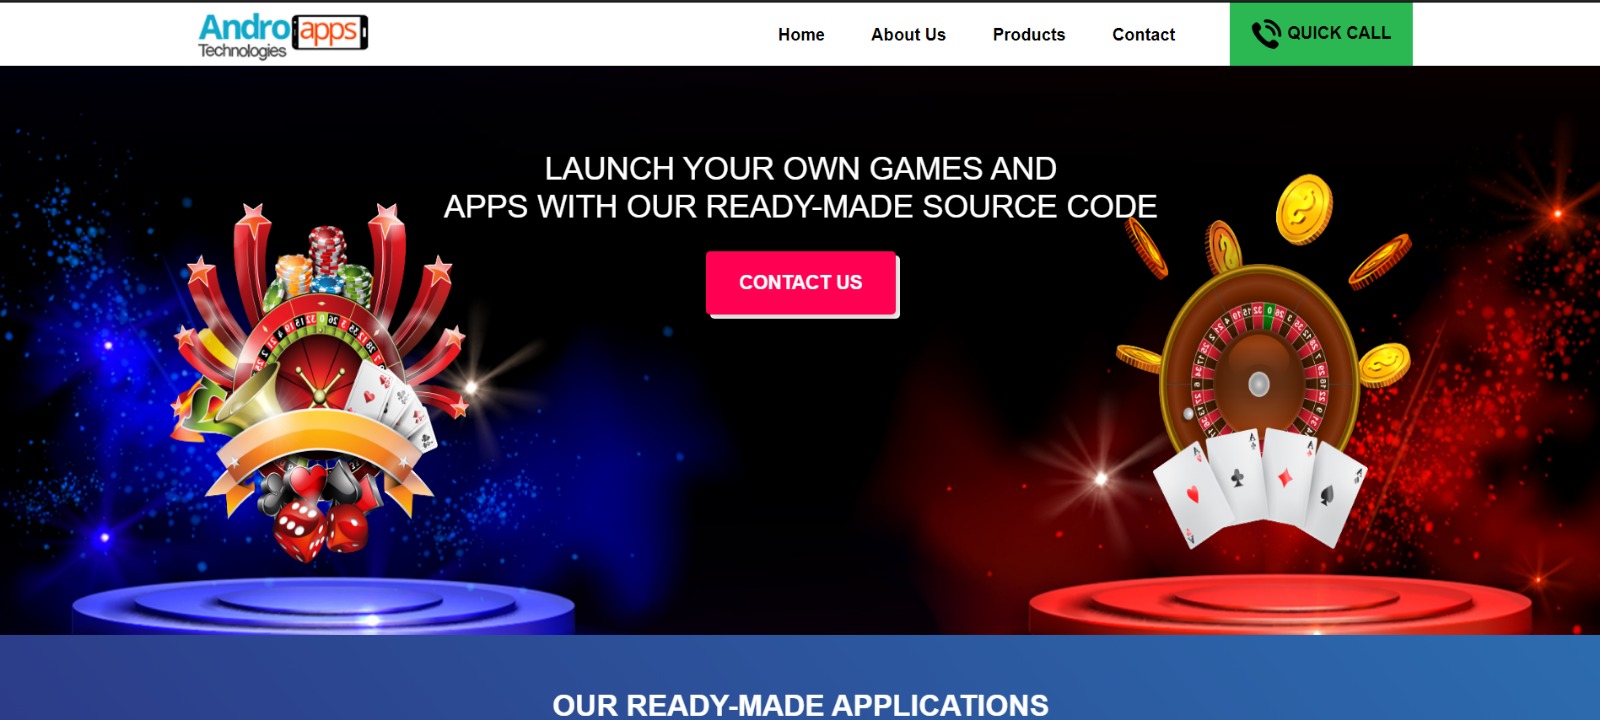 Andro apps
Technologies
Home
About Us
Products
Contact
QUICK CALL
LAUNCH YOUR OWN GAMES AND
APPS WITH OUR READY-MADE SOURCE CODE
CONTACT US
OUR READY-MADE APPLICATIONS